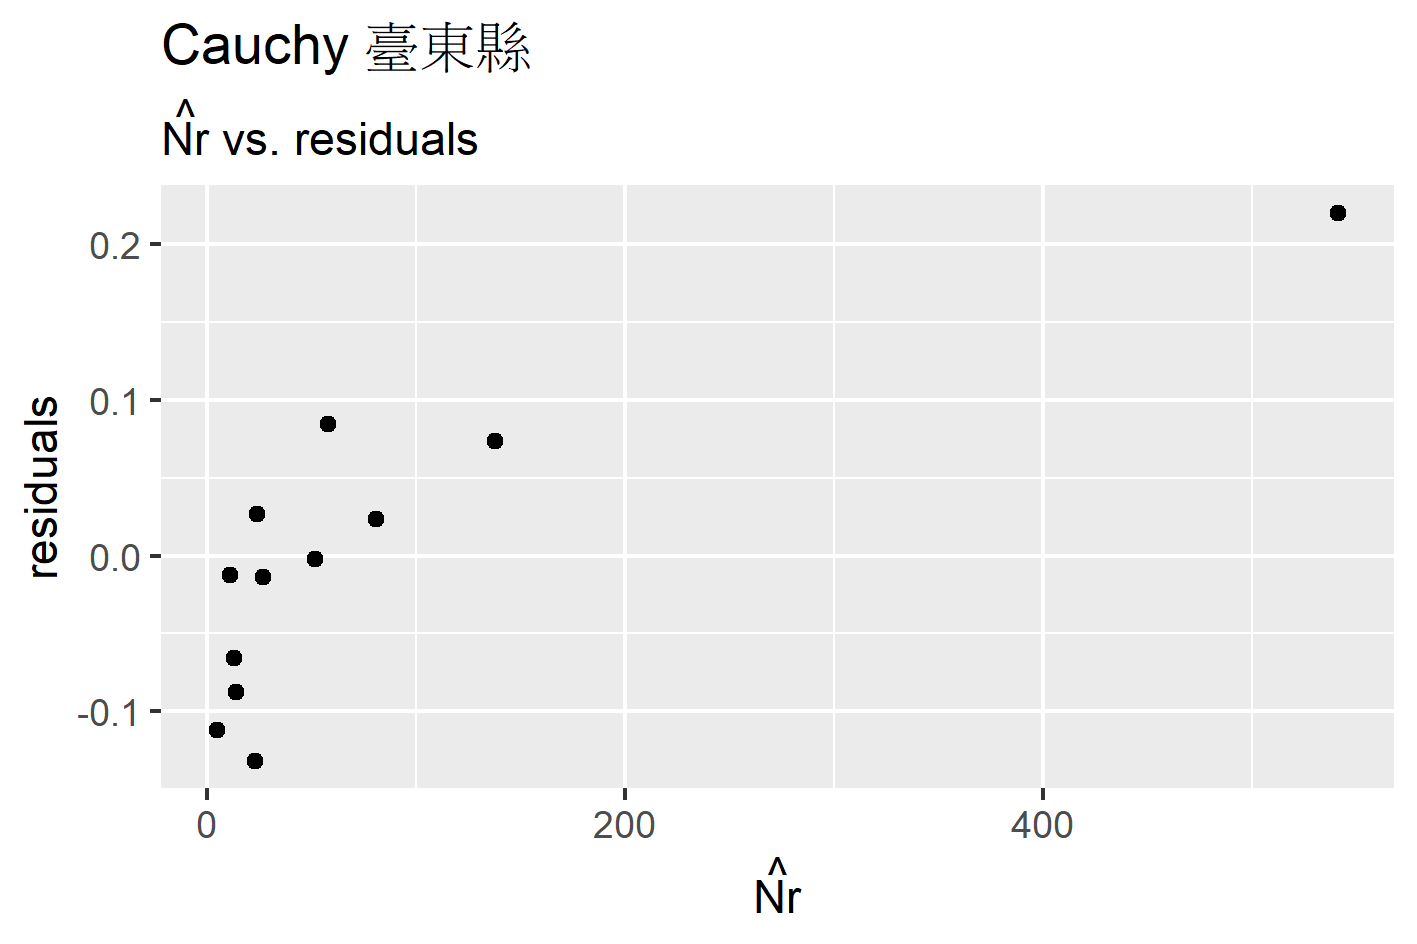 Cauchy 臺東縣
N̂r vs. residuals
residuals
0.2
0.1
0.0
-0.1
0 200 400
N̂r